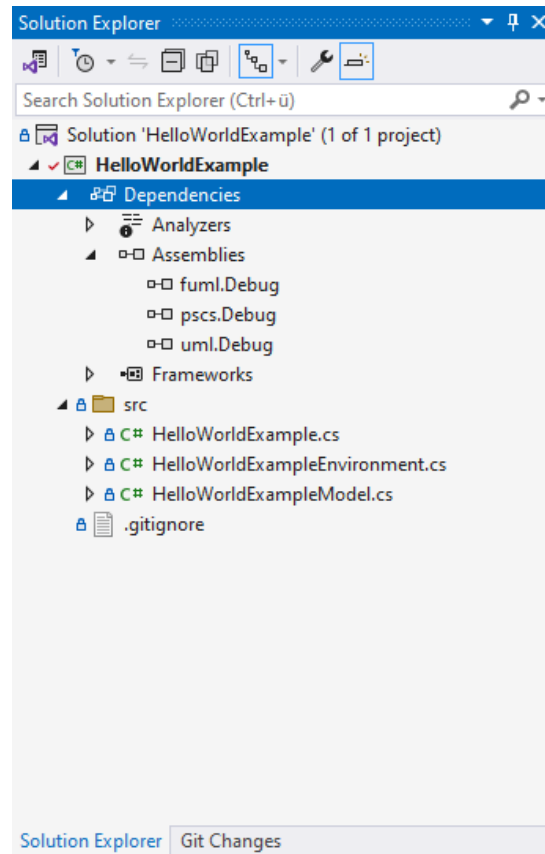 Solution Explorer
Search Solution Explorer (Ctrl+ü)
Solution 'HelloWorldExample' (1 of 1 project)
C# HelloWorldExample
Dependencies
Analyzers
Assemblies
fuml.Debug
pscs.Debug
uml.Debug
Frameworks
src
C# HelloWorldExample.cs
C# HelloWorldExampleEnvironment.cs
C# HelloWorldExampleModel.cs
.gitignore
Solution Explorer Git Changes